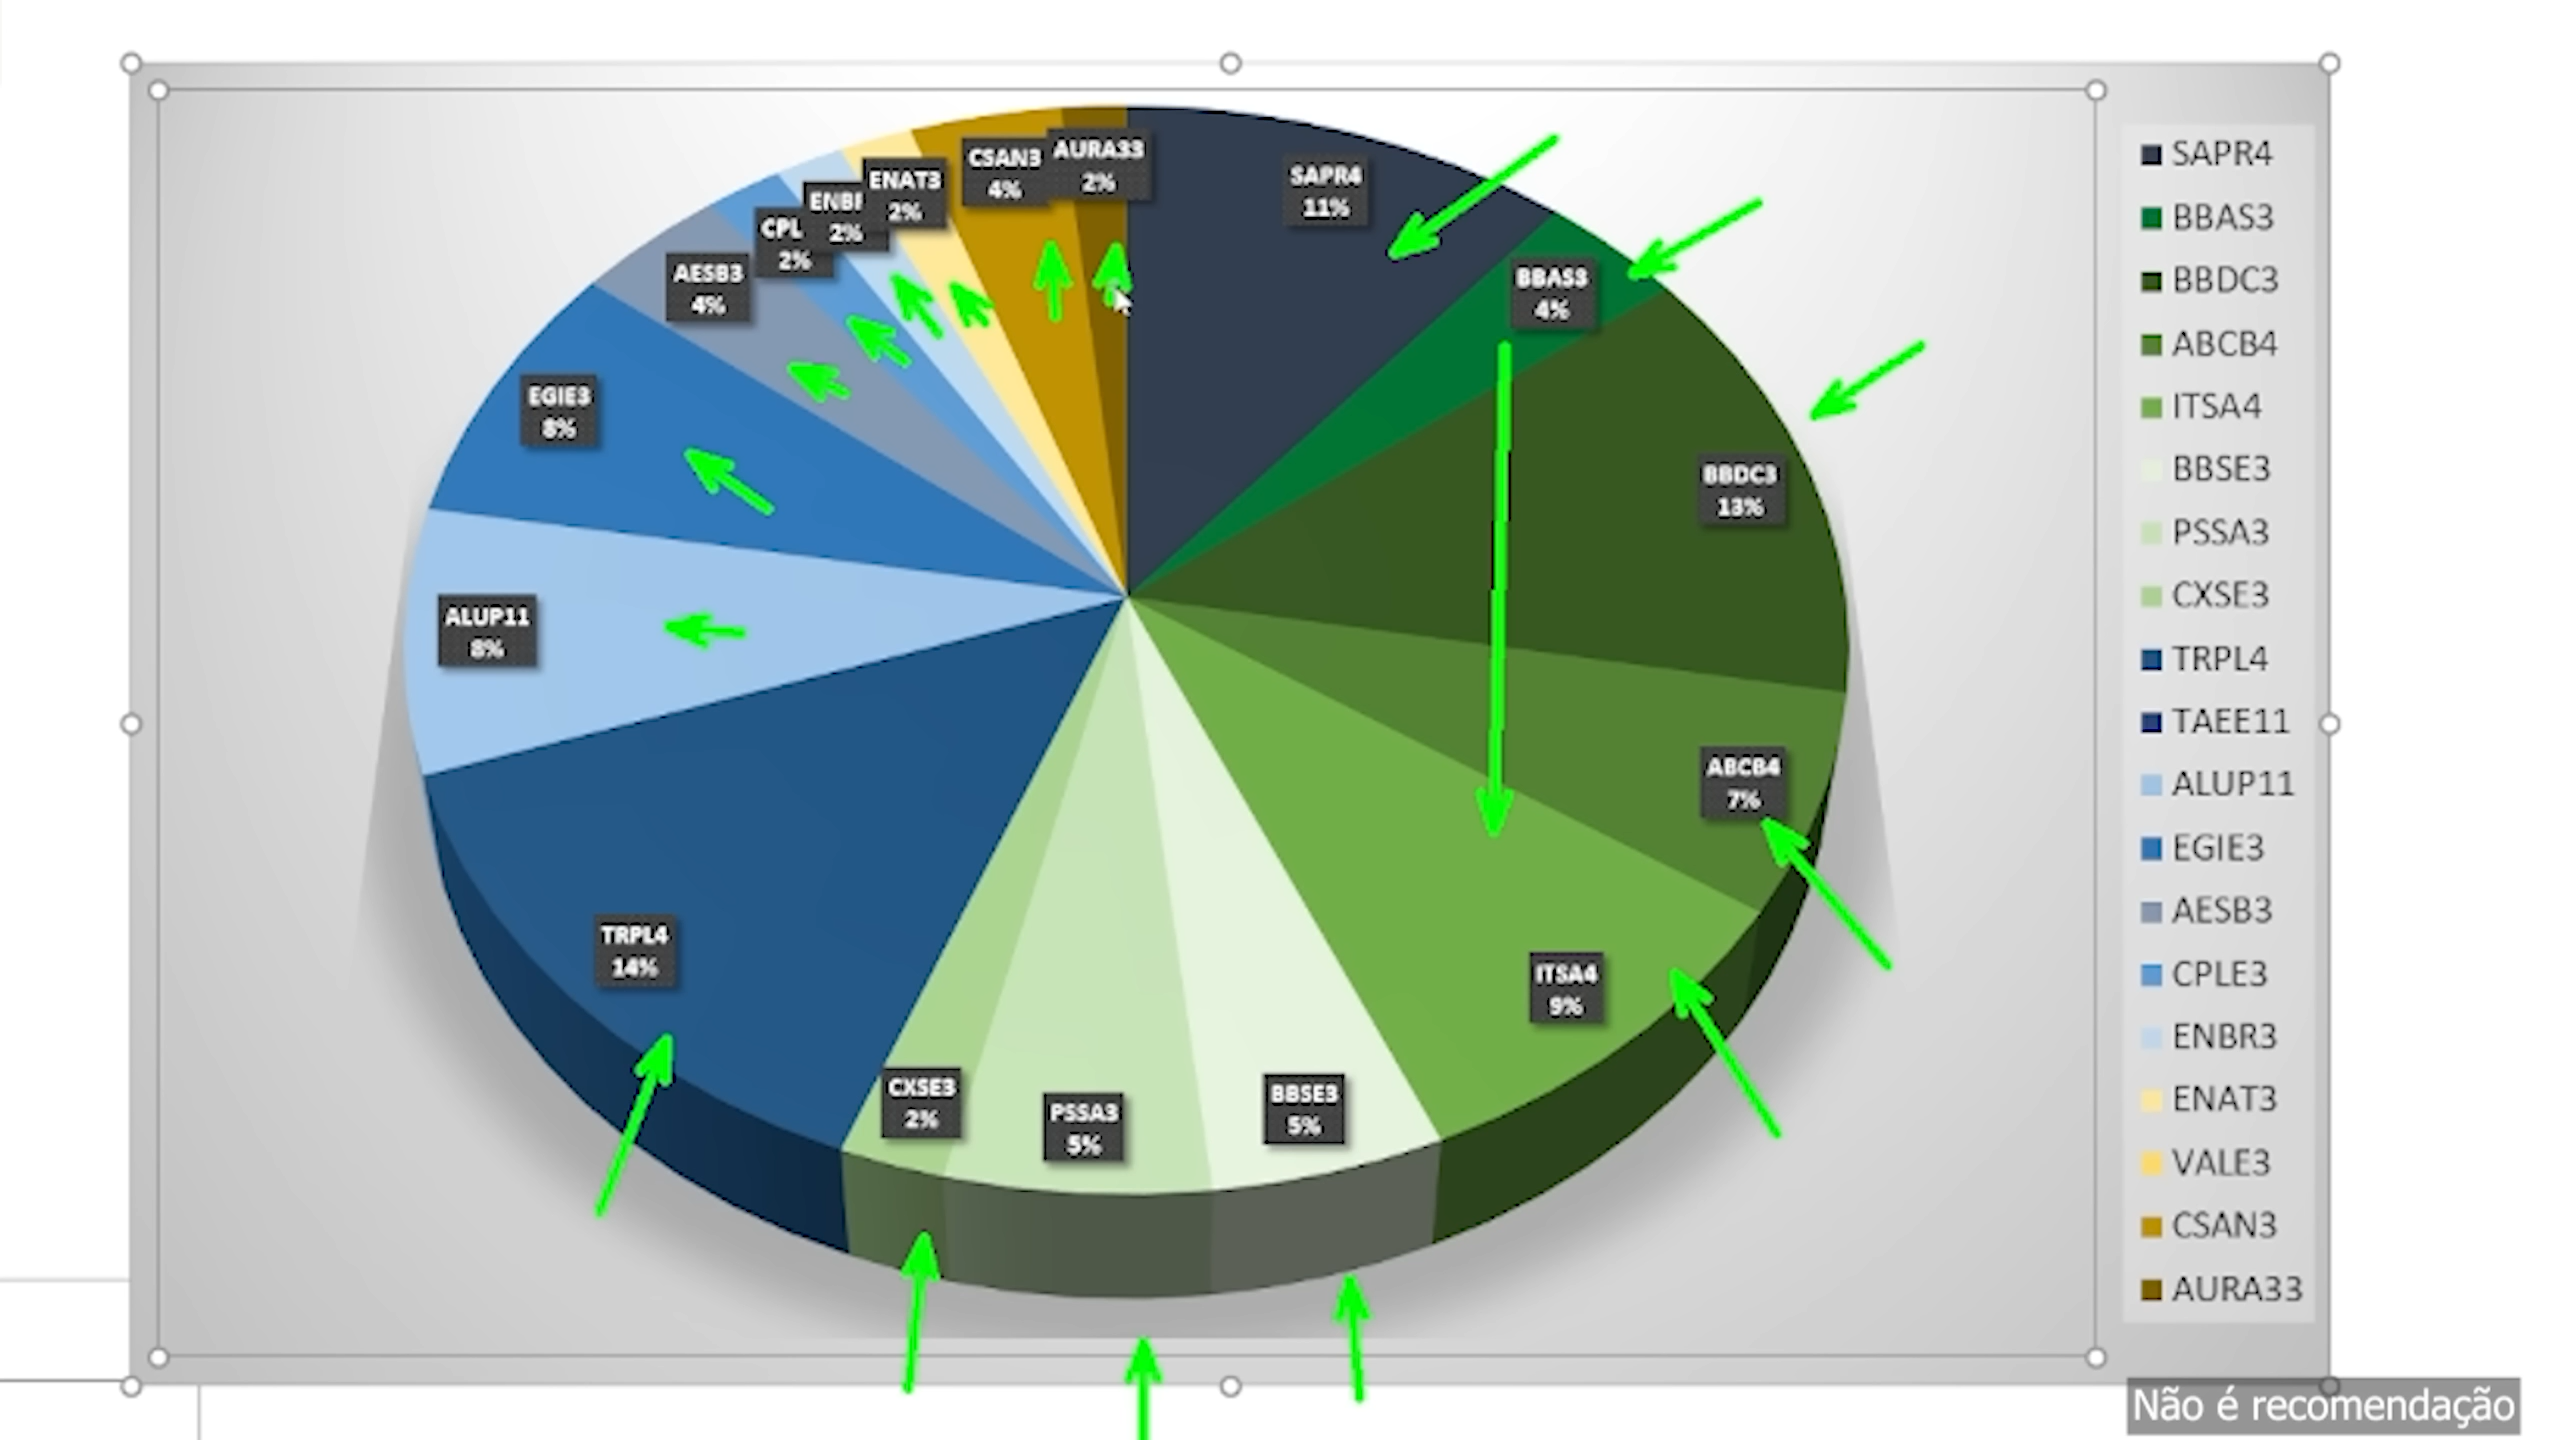 CSAN3
4%
AURA33
2%
ENAT3
2%
2%
2%
SAPR4
11%
AESB3
4%
BBAS3
4%
EGIE3
8%
BBDC3
13%
ALUP11
8%
ABCB4
7%
TRPL4
14%
ITSA4
9%
CXSE3
2%
PSSA3
5%
BBSE3
5%
SAPR4
BBAS3
BBDC3
ABCB4
ITSA4
BBSE3
PSSA3
CXSE3
TRPL4
TAEE11
ALUP11
EGIE3
AESB3
CPLE3
ENBR3
ENAT3
VALE3
CSAN3
AURA33
Não é recomendação